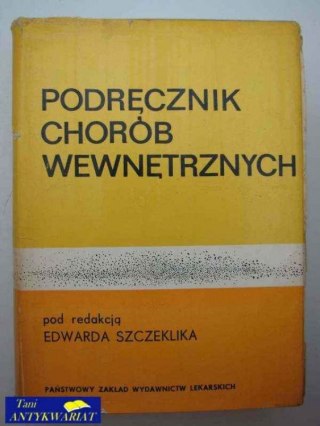 PODRĘCZNIK
CHORÓB
WEWNĘTRZNYCH
pod redakcją
EDWARDA SZCZEKLIKA
PAŃSTWOWY ZAKŁAD WYDAWNICTW LEKARSKICH
Tani
ANTYKWARIAT